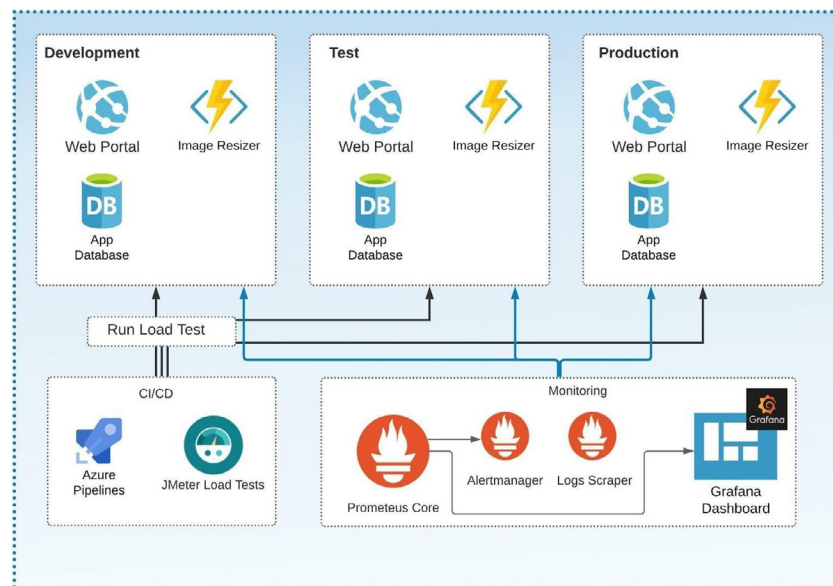 Development
Web Portal
Image Resizer
DB
App
Database
Test
Web Portal
Image Resizer
DB
App
Database
Production
Web Portal
Image Resizer
DB
App
Database
Run Load Test
CI/CD
Azure
Pipelines
JMeter Load Tests
Monitoring
Prometeus Core
Alertmanager
Logs Scraper
Grafana
Grafana
Dashboard